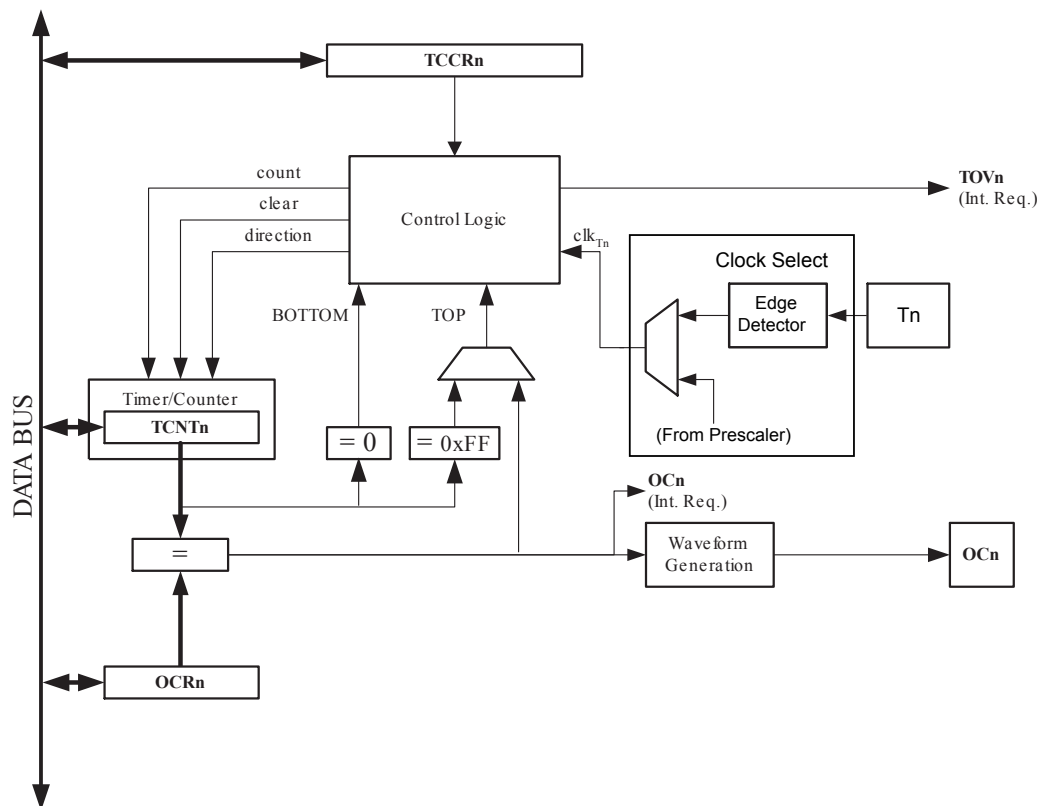 TCCRn
count
clear
direction
Control Logic
TOVn
(Int. Req.)
clkTn
Clock Select
Edge
Detector
Tn
BOTTOM
TOP
(From Prescaler)
Timer/Counter
TCNTn
= 0
= 0xFF
DATA BUS
OCn
(Int. Req.)
=
Waveform
Generation
OCn
OCRn